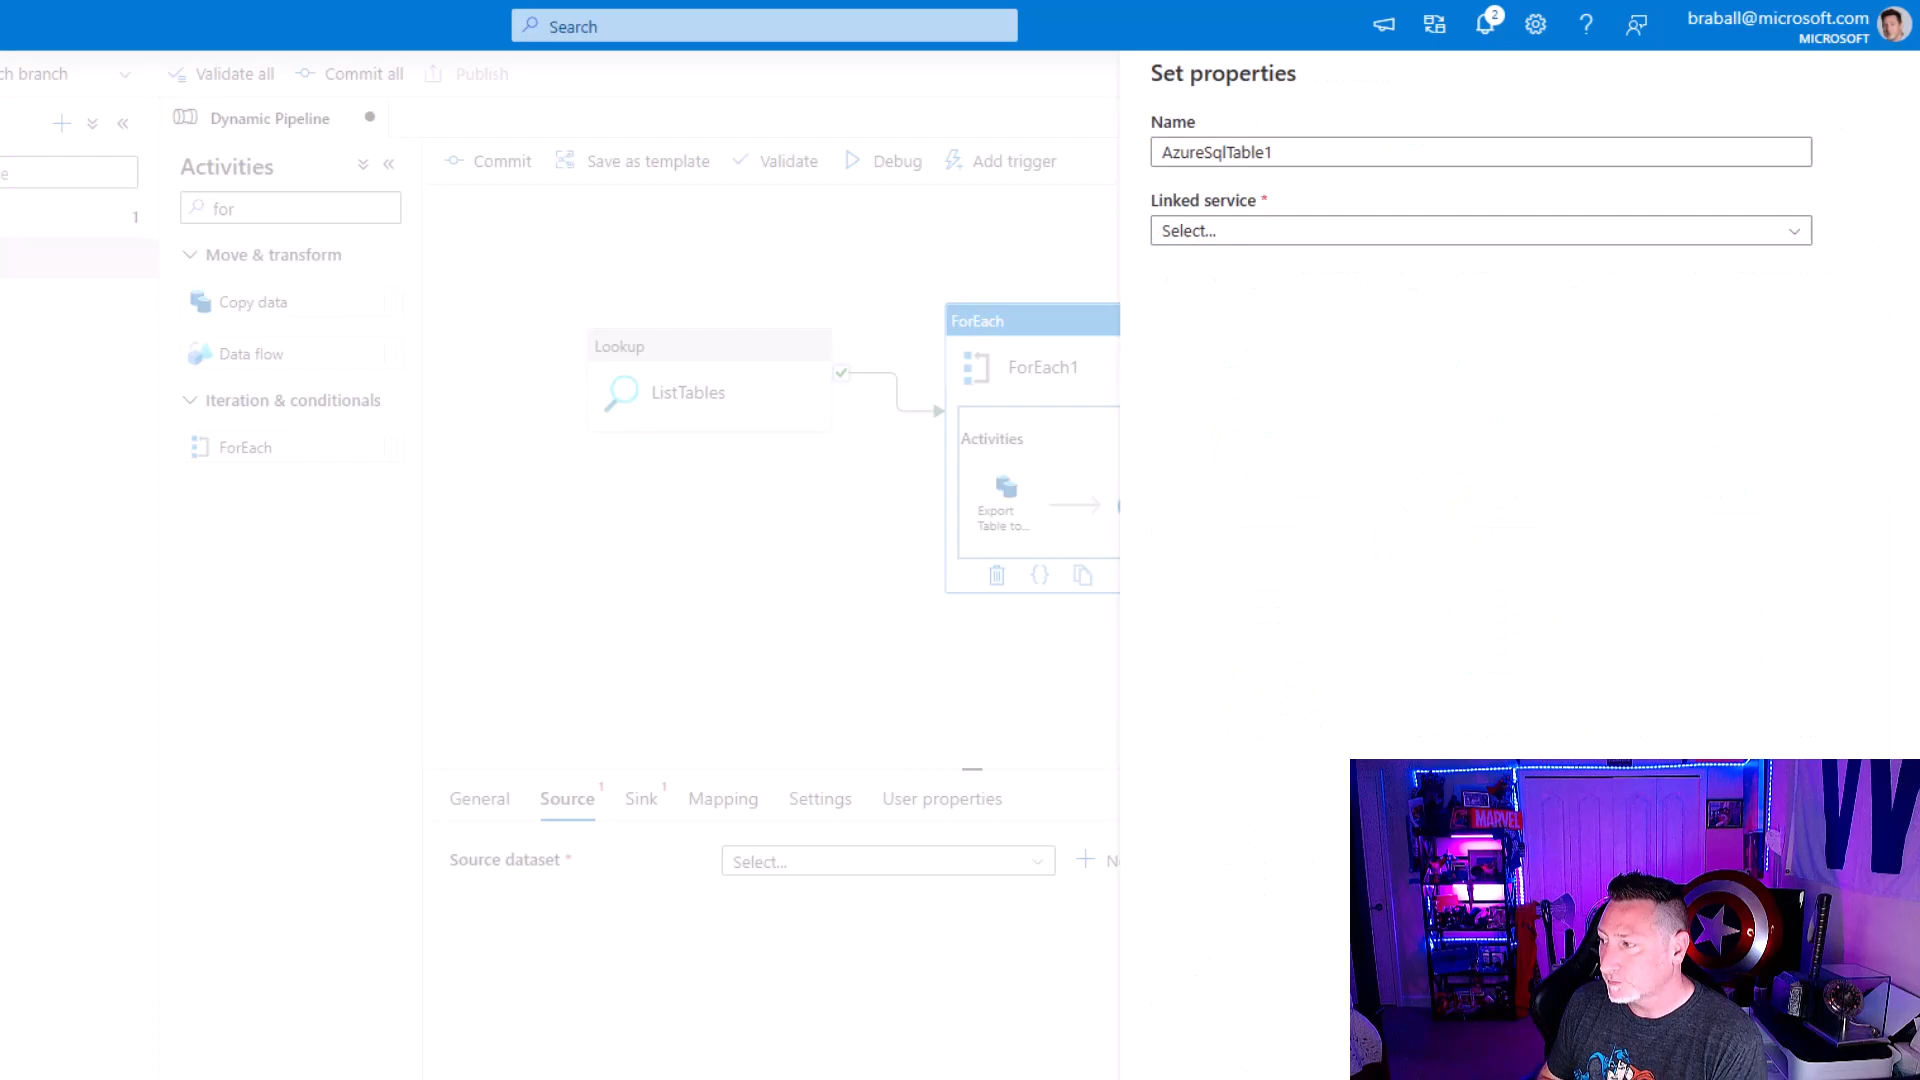 Search
2
braball@microsoft.com
MICROSOFT
ch branch
Validate all
Commit all
Publish
Set properties
Dynamic Pipeline
Name
AzureSqlTable1
Activities
Commit
Save as template
Validate
Debug
Add trigger
e
for
Linked service *
Select...
1
Move & transform
Copy data
Data flow
Iteration & conditionals
ForEach
Lookup
ListTables
ForEach
ForEach1
Activities
Export
Table to...
General
Source 1
Sink 1
Mapping
Settings
User properties
Source dataset *
Select...
MARVEL
W